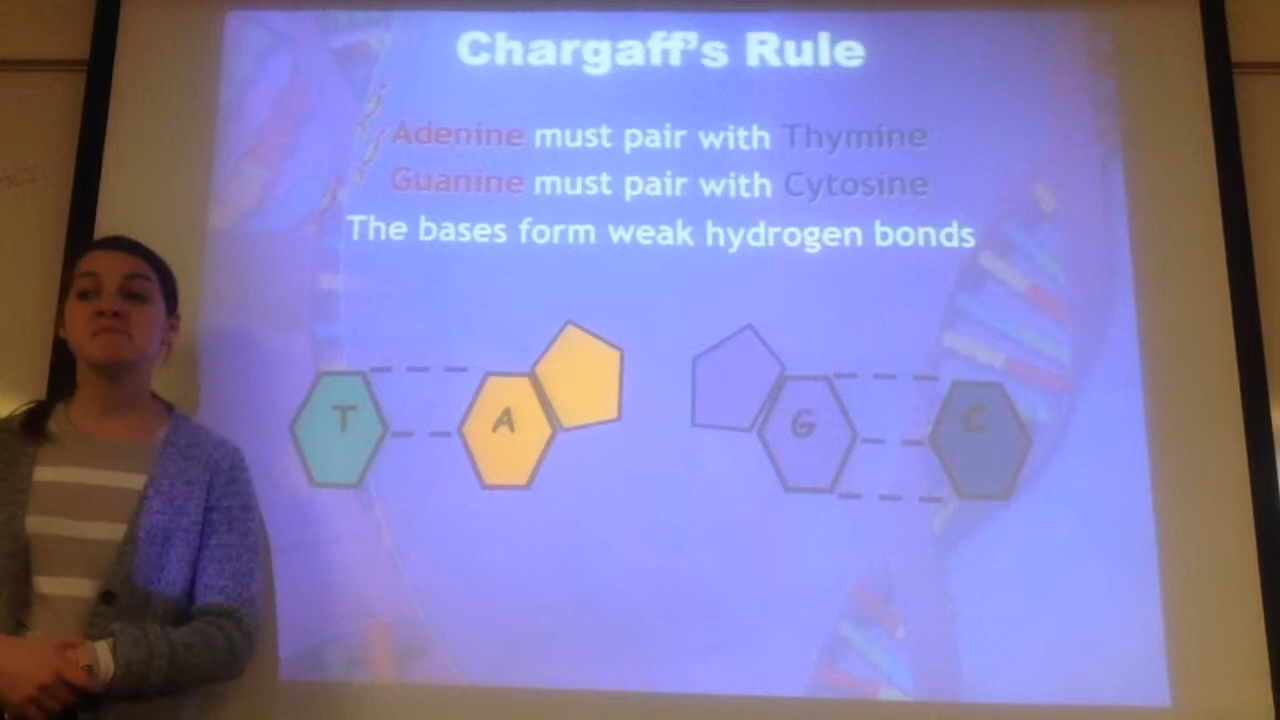 Chargaff's Rule
Adenine must pair with Thymine
Guanine must pair with Cytosine
The bases form weak hydrogen bonds
T A G C